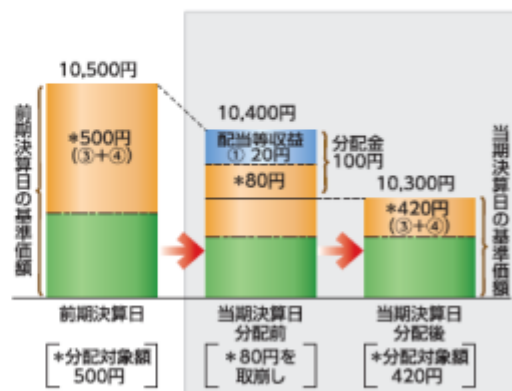 10,500円
前期決算日の基準価額
*500円
(③+④)
10,400円
配当等収益
① 20円
*80円
分配金
100円
10,300円
*420円
(③+④)
当期決算日の基準価額
前期決算日
当期決算日
分配前
当期決算日
分配後
*分配対象額
500円
*80円を
取崩し
*分配対象額
420円